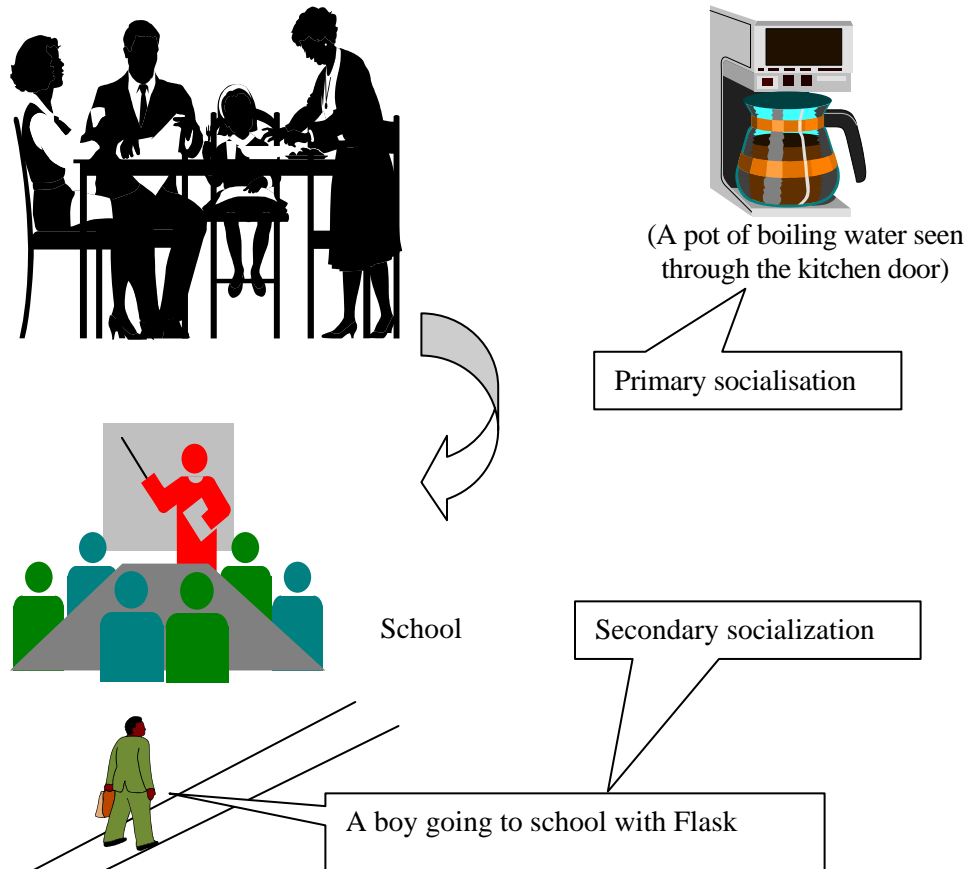 (A pot of boiling water seen
through the kitchen door)
Primary socialisation
School
Secondary socialization
A boy going to school with Flask